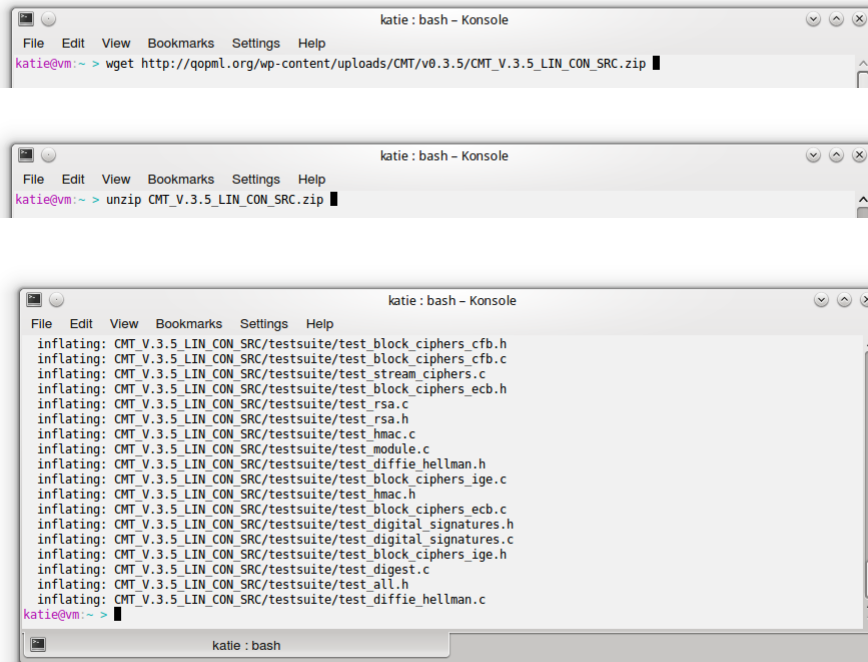 katie : bash – Konsole
File Edit View Bookmarks Settings Help
katie@vm:~ > wget http://qopml.org/wp-content/uploads/CMT/v0.3.5/CMT_V.3.5_LIN_CON_SRC.zip
katie : bash – Konsole
File Edit View Bookmarks Settings Help
katie@vm:~ > unzip CMT_V.3.5_LIN_CON_SRC.zip
katie : bash – Konsole
File Edit View Bookmarks Settings Help
inflating: CMT_V.3.5_LIN_CON_SRC/testsuite/test_block_ciphers_cfb.h
inflating: CMT_V.3.5_LIN_CON_SRC/testsuite/test_block_ciphers_cfb.c
inflating: CMT_V.3.5_LIN_CON_SRC/testsuite/test_stream_ciphers.c
inflating: CMT_V.3.5_LIN_CON_SRC/testsuite/test_block_ciphers_ecb.h
inflating: CMT_V.3.5_LIN_CON_SRC/testsuite/test_rsa.c
inflating: CMT_V.3.5_LIN_CON_SRC/testsuite/test_rsa.h
inflating: CMT_V.3.5_LIN_CON_SRC/testsuite/test_hmac.c
inflating: CMT_V.3.5_LIN_CON_SRC/testsuite/test_module.c
inflating: CMT_V.3.5_LIN_CON_SRC/testsuite/test_diffie_hellman.h
inflating: CMT_V.3.5_LIN_CON_SRC/testsuite/test_block_ciphers_ige.c
inflating: CMT_V.3.5_LIN_CON_SRC/testsuite/test_hmac.h
inflating: CMT_V.3.5_LIN_CON_SRC/testsuite/test_block_ciphers_ecb.c
inflating: CMT_V.3.5_LIN_CON_SRC/testsuite/test_digital_signatures.h
inflating: CMT_V.3.5_LIN_CON_SRC/testsuite/test_digital_signatures.c
inflating: CMT_V.3.5_LIN_CON_SRC/testsuite/test_block_ciphers_ige.h
inflating: CMT_V.3.5_LIN_CON_SRC/testsuite/test_digest.c
inflating: CMT_V.3.5_LIN_CON_SRC/testsuite/test_all.h
inflating: CMT_V.3.5_LIN_CON_SRC/testsuite/test_diffie_hellman.c
katie@vm:~ >
katie : bash